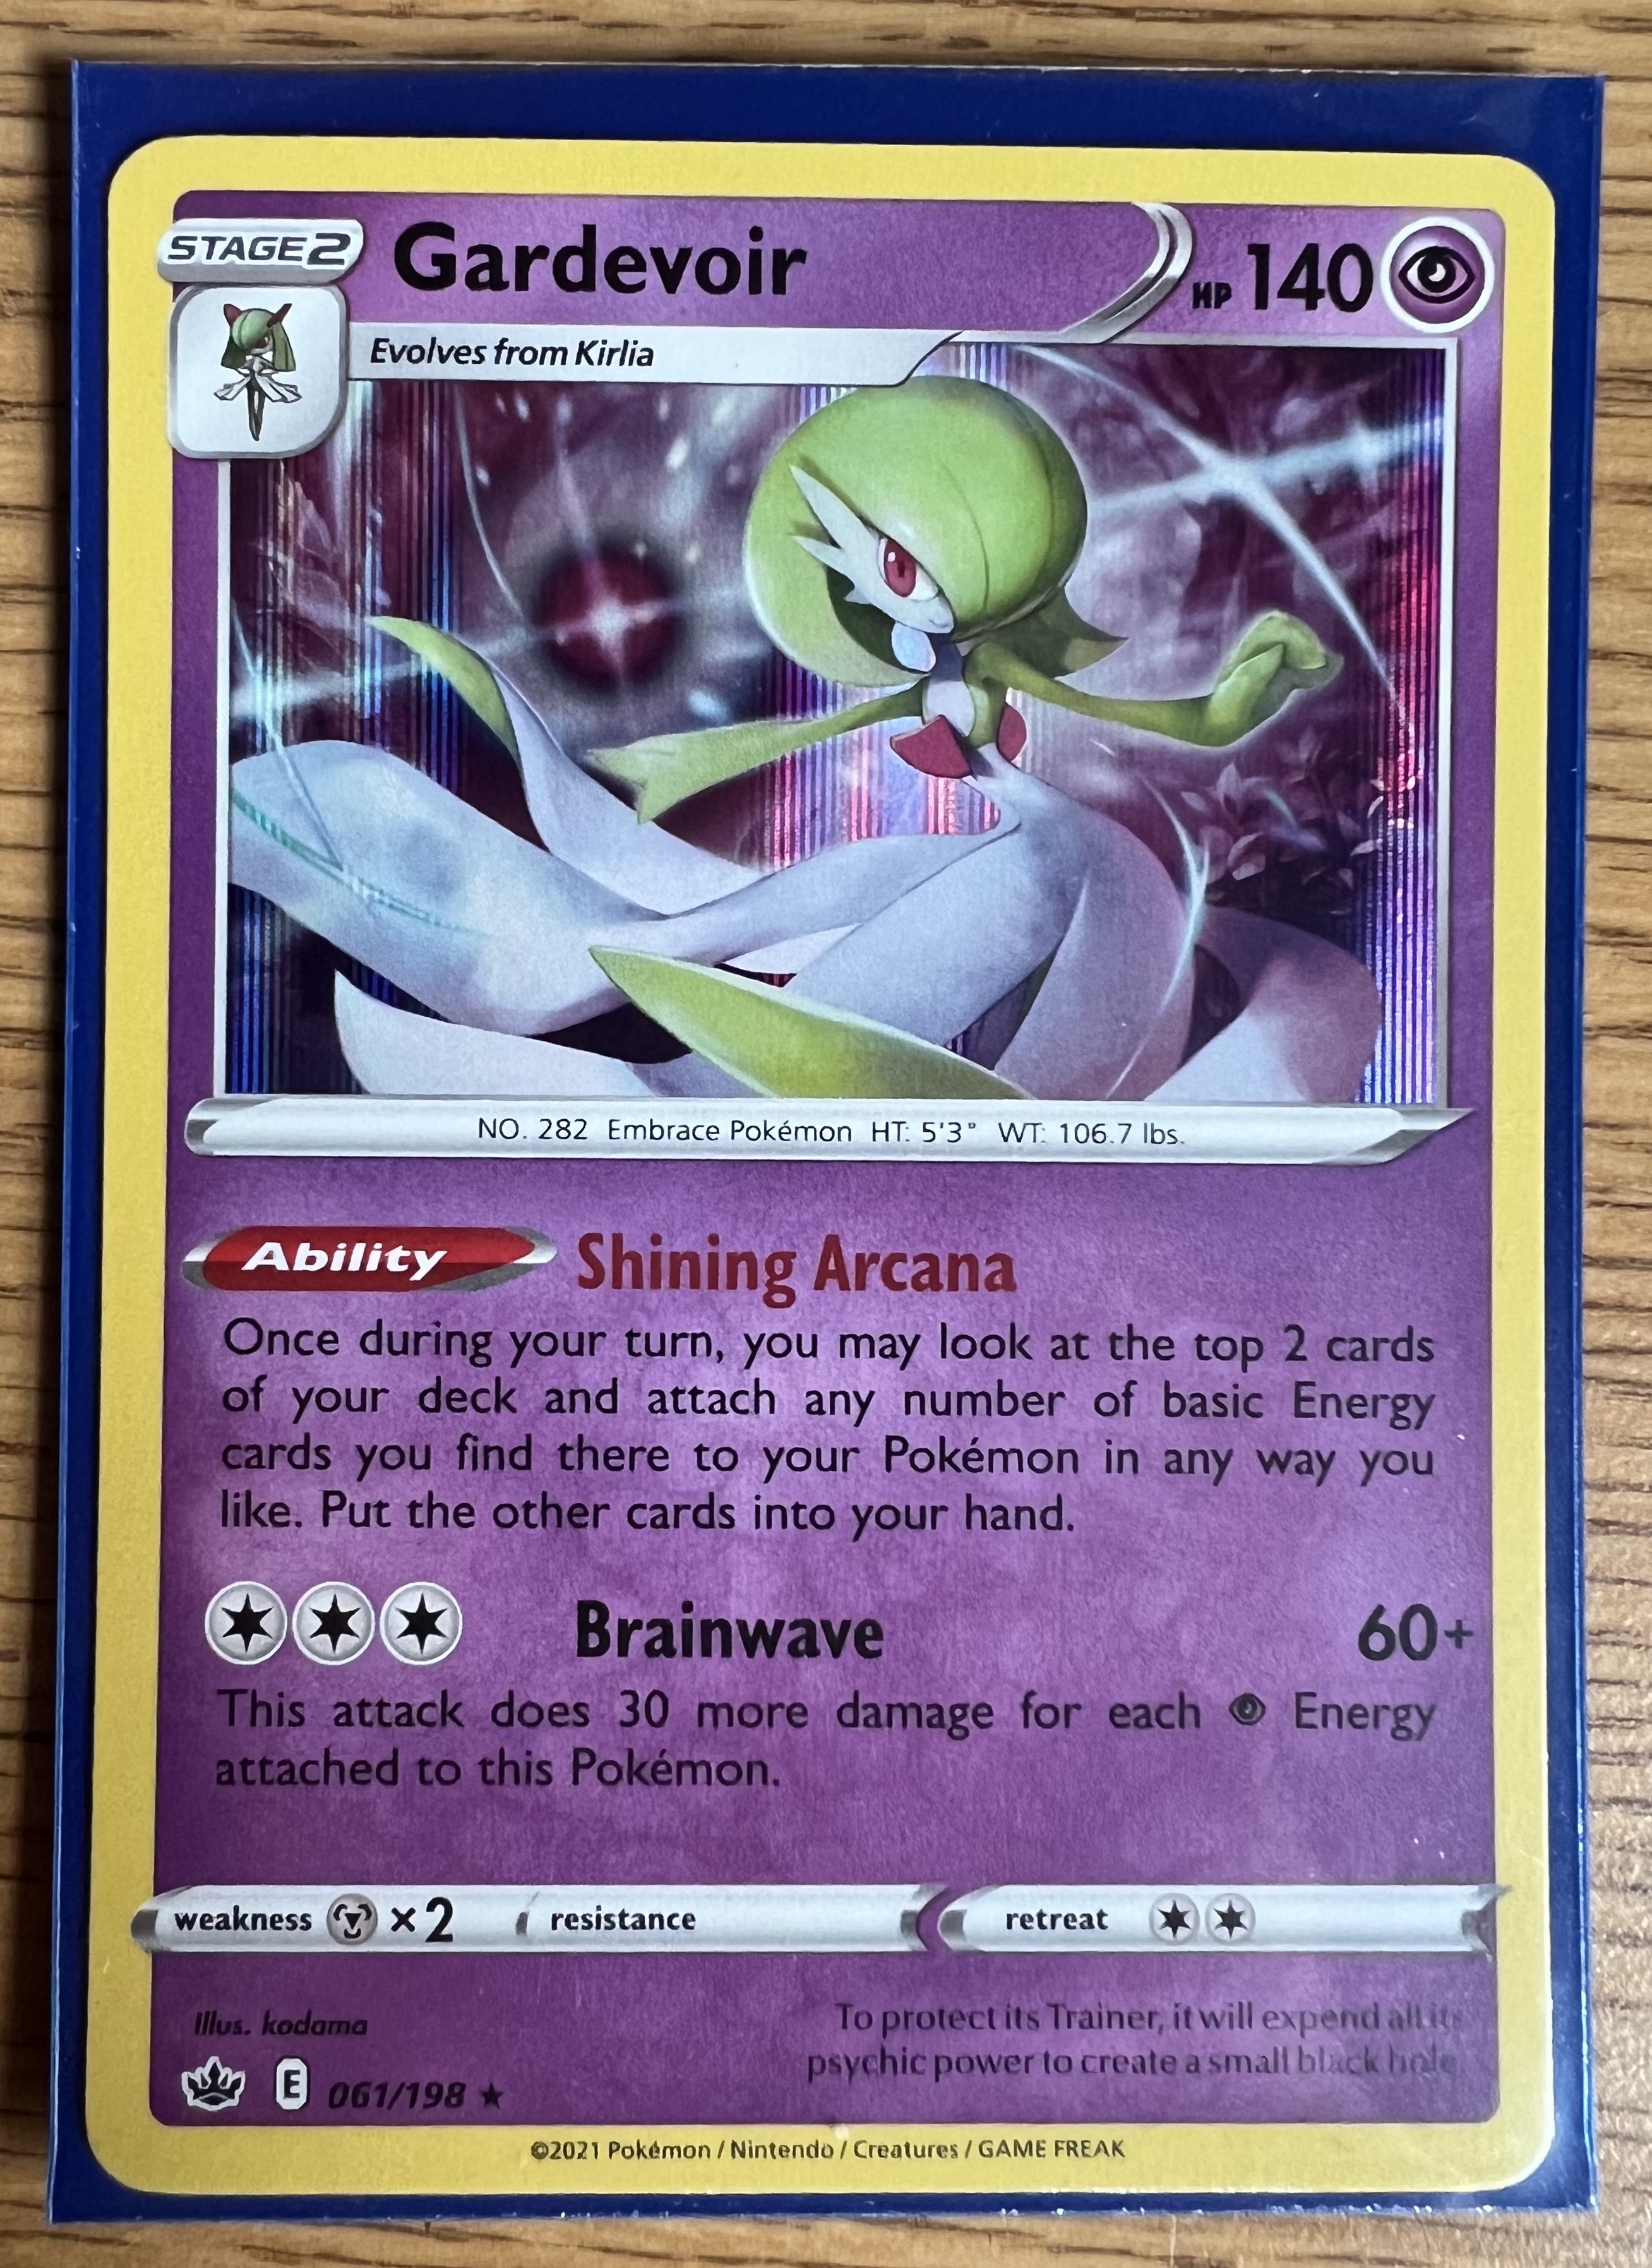 STAGE2
Gardevoir
HP 140
Evolves from Kirlia
NO. 282 Embrace Pokémon HT: 5'3" WT: 106.7 lbs.
Ability Shining Arcana
Once during your turn, you may look at the top 2 cards
of your deck and attach any number of basic Energy
cards you find there to your Pokémon in any way you
like. Put the other cards into your hand.
Brainwave 60+
This attack does 30 more damage for each Energy
attached to this Pokémon.
weakness ×2 resistance retreat
Illus. kodama
To protect its Trainer, it will expend all its
psychic power to create a small black hole.
E 061/198 ★
©2021 Pokémon / Nintendo / Creatures / GAME FREAK